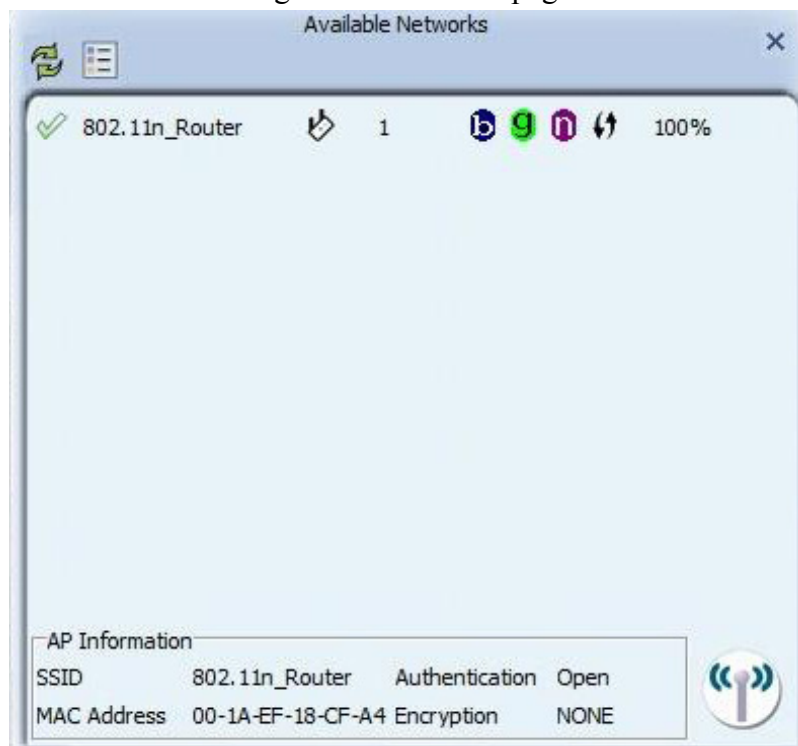 Available Networks
802.11n_Router 1 b g n 100%
AP Information
SSID 802.11n_Router Authentication Open
MAC Address 00-1A-EF-18-CF-A4 Encryption NONE